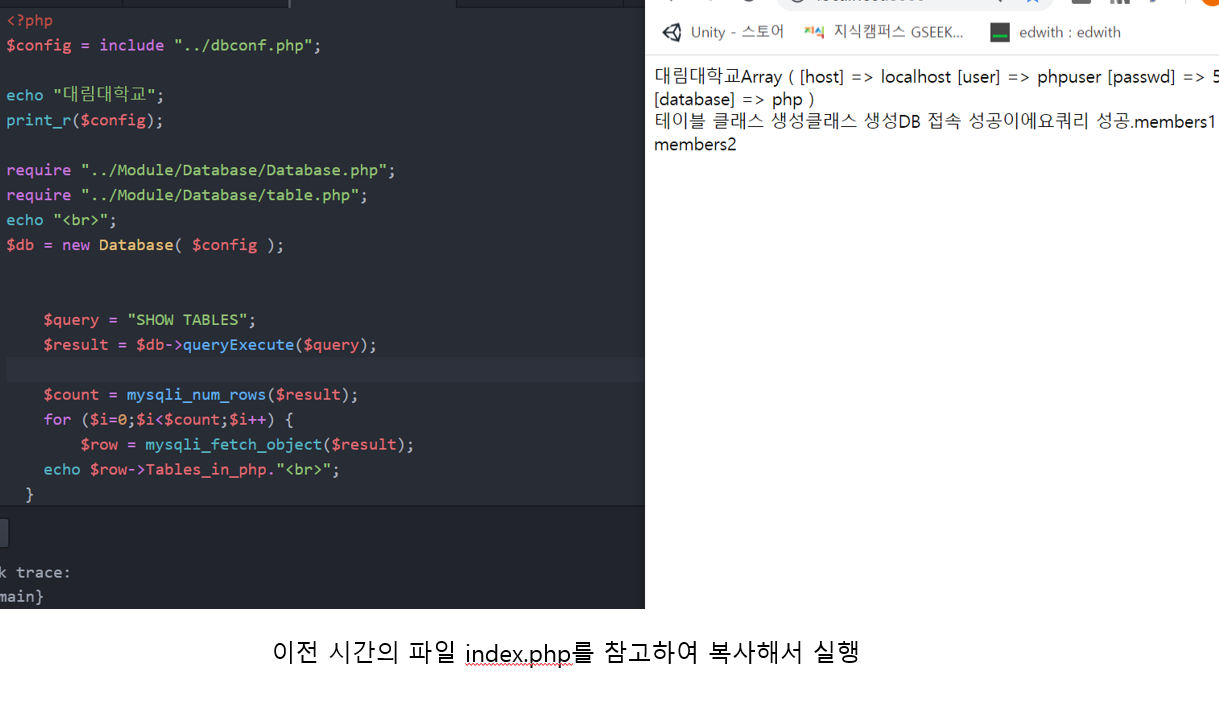 <?php
$config = include "../dbconf.php";
echo "대림대학교";
print_r($config);
require "../Module/Database/Database.php";
require "../Module/Database/table.php";
echo "<br>";
$db = new Database( $config );
$query = "SHOW TABLES";
$result = $db->queryExecute($query);
$count = mysqli_num_rows($result);
for ($i=0;$i<$count;$i++) {
$row = mysqli_fetch_object($result);
echo $row->Tables_in_php."<br>";
}
k trace:
main}
Unity - 스토어 지식 지식캠퍼스 GSEEK... edwith : edwith
대림대학교Array ( [host] => localhost [user] => phpuser [passwd] => 5
[database] => php )
테이블 클래스 생성클래스 생성DB 접속 성공이에요쿼리 성공.members1
members2
이전 시간의 파일 index.php를 참고하여 복사해서 실행